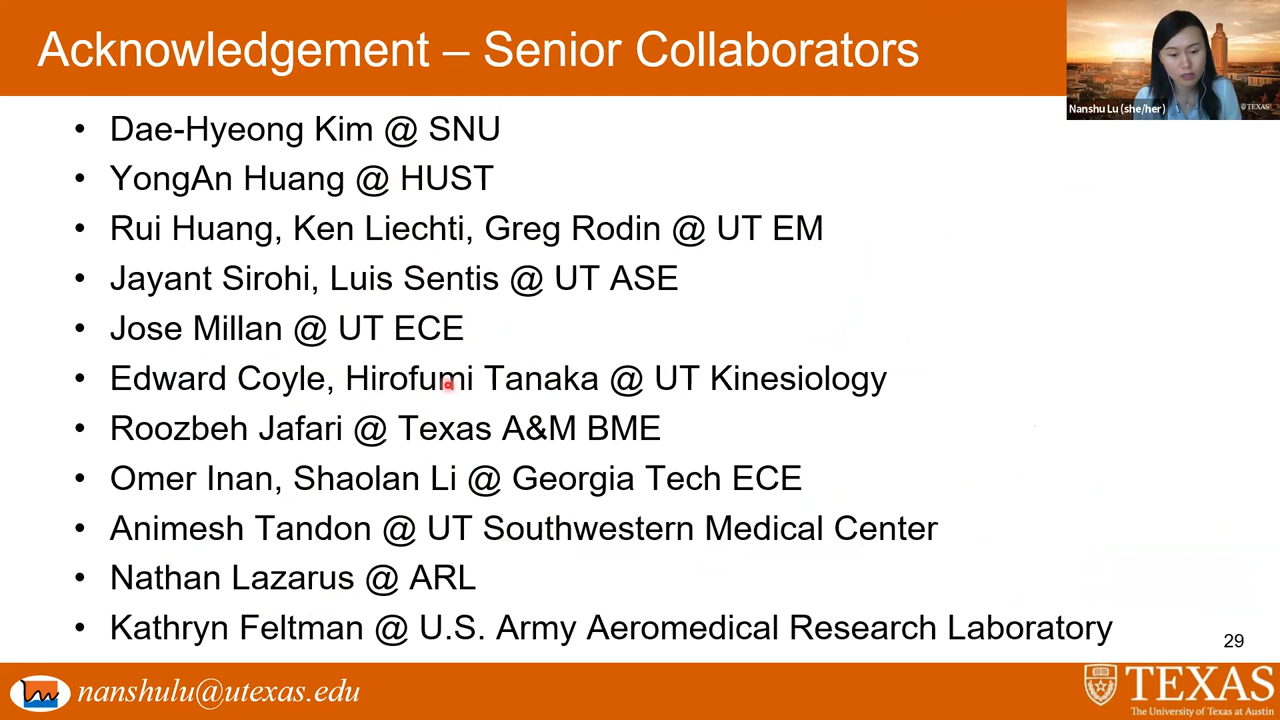 Acknowledgement – Senior Collaborators
Nanshu Lu (she/her)
TEXAS
• Dae-Hyeong Kim @ SNU
• YongAn Huang @ HUST
• Rui Huang, Ken Liechti, Greg Rodin @ UT EM
• Jayant Sirohi, Luis Sentis @ UT ASE
• Jose Millan @ UT ECE
• Edward Coyle, Hirofumi Tanaka @ UT Kinesiology
• Roozbeh Jafari @ Texas A&M BME
• Omer Inan, Shaolan Li @ Georgia Tech ECE
• Animesh Tandon @ UT Southwestern Medical Center
• Nathan Lazarus @ ARL
• Kathryn Feltman @ U.S. Army Aeromedical Research Laboratory
29
nanshulu@utexas.edu
TEXAS
The University of Texas at Austin